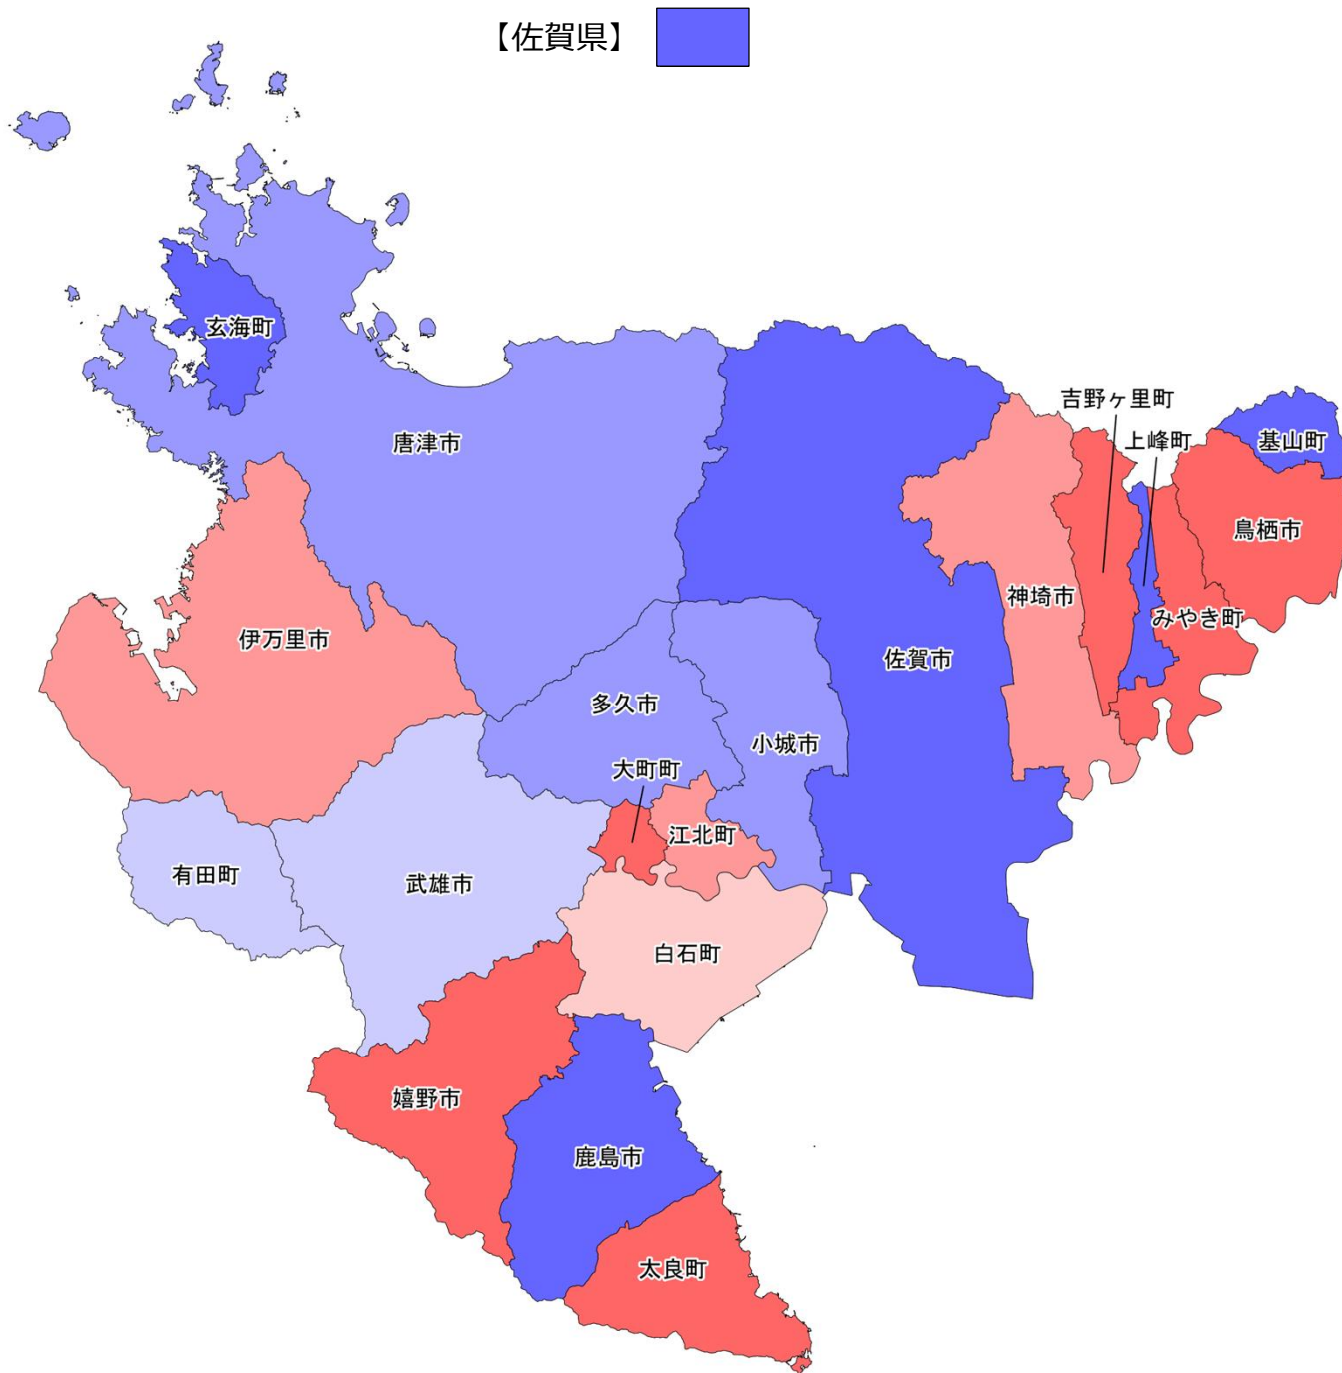 【佐賀県】
玄海町
吉野ヶ里町
上峰町
基山町
唐津市
鳥栖市
神埼市
みやき町
伊万里市
佐賀市
多久市
小城市
大町町
江北町
有田町
武雄市
白石町
嬉野市
鹿島市
太良町